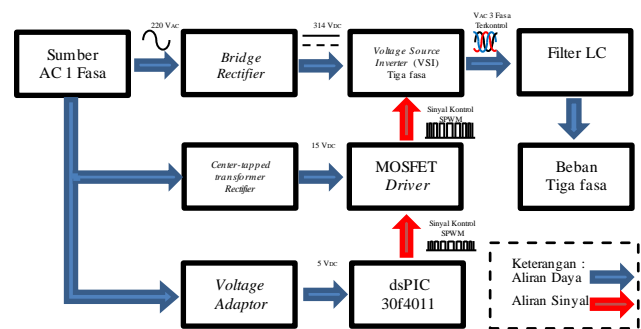 220 VAC
314 VDC
VAC 3 Fasa
Terkontrol
Sumber
AC 1 Fasa
Bridge
Rectifier
Voltage Source
Inverter (VSI)
Tiga fasa
Filter LC
Sinyal Kontrol
SPWM
Center-tapped
transformer
Rectifier
15 VDC
MOSFET
Driver
Beban
Tiga fasa
Sinyal Kontrol
SPWM
Voltage
Adaptor
5 VDC
dsPIC
30f4011
Keterangan :
Aliran Daya
Aliran Sinyal